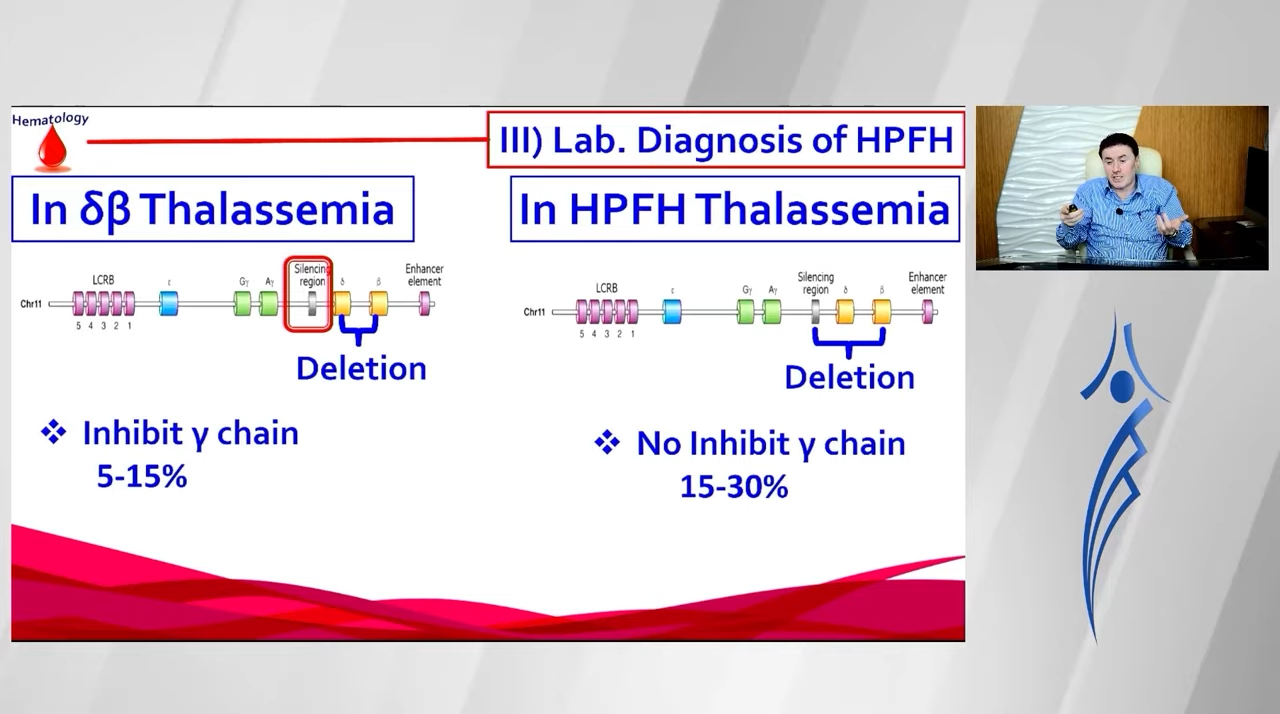 Hematology
III) Lab. Diagnosis of HPFH
In δβ Thalassemia
LCRB
ε
Gγ
Aγ
Silencing
region
δ
β
Enhancer
element
Chr11
5 4 3 2 1
Deletion
❖ Inhibit γ chain
5-15%
In HPFH Thalassemia
LCRB
ε
Gγ
Aγ
Silencing
region
δ
β
Enhancer
element
Chr11
5 4 3 2 1
Deletion
❖ No Inhibit γ chain
15-30%